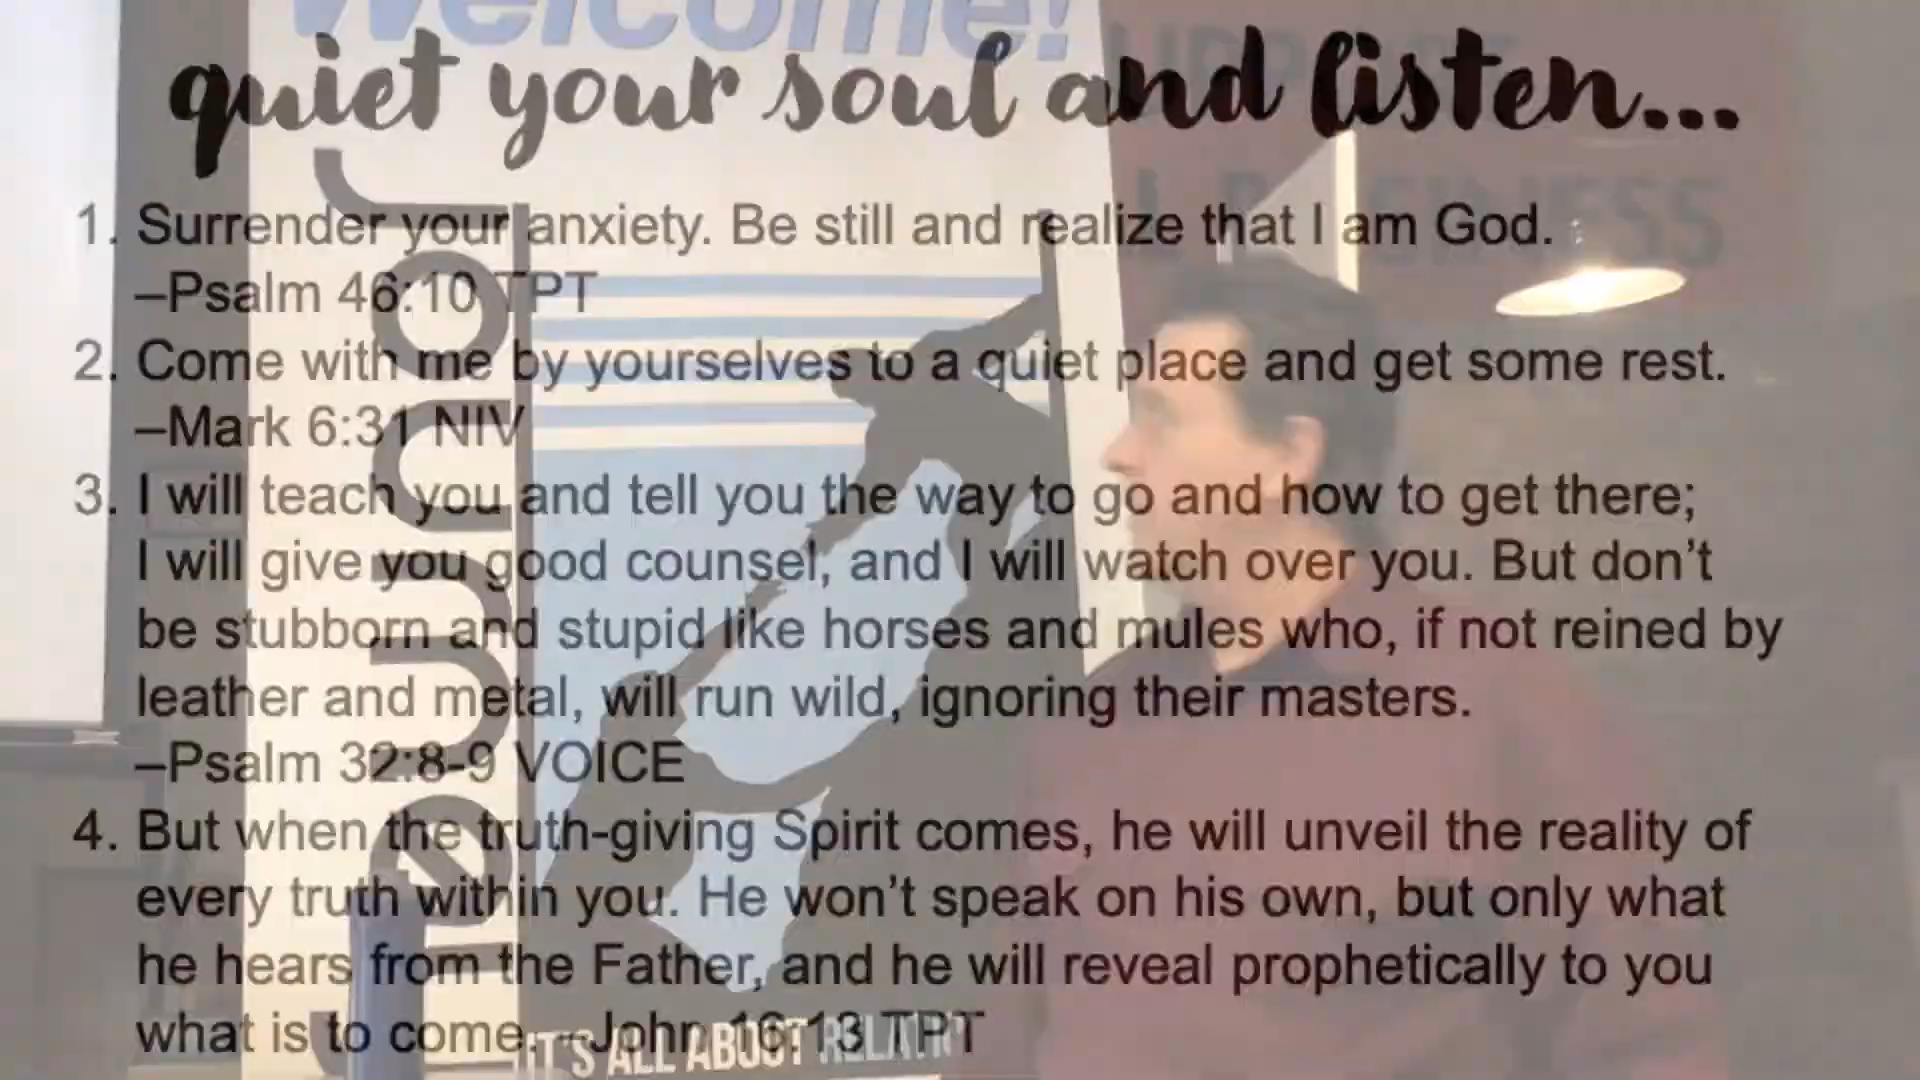 Welcome!
quiet your soul and listen...
1. Surrender your anxiety. Be still and realize that I am God.
–Psalm 46:10 TPT
2. Come with me by yourselves to a quiet place and get some rest.
–Mark 6:31 NIV
3. I will teach you and tell you the way to go and how to get there;
I will give you good counsel, and I will watch over you. But don’t
be stubborn and stupid like horses and mules who, if not reined by
leather and metal, will run wild, ignoring their masters.
–Psalm 32:8-9 VOICE
4. But when the truth-giving Spirit comes, he will unveil the reality of
every truth within you. He won’t speak on his own, but only what
he hears from the Father, and he will reveal prophetically to you
what is to come. –John 16:13 TPT
IT'S ALL ABOUT